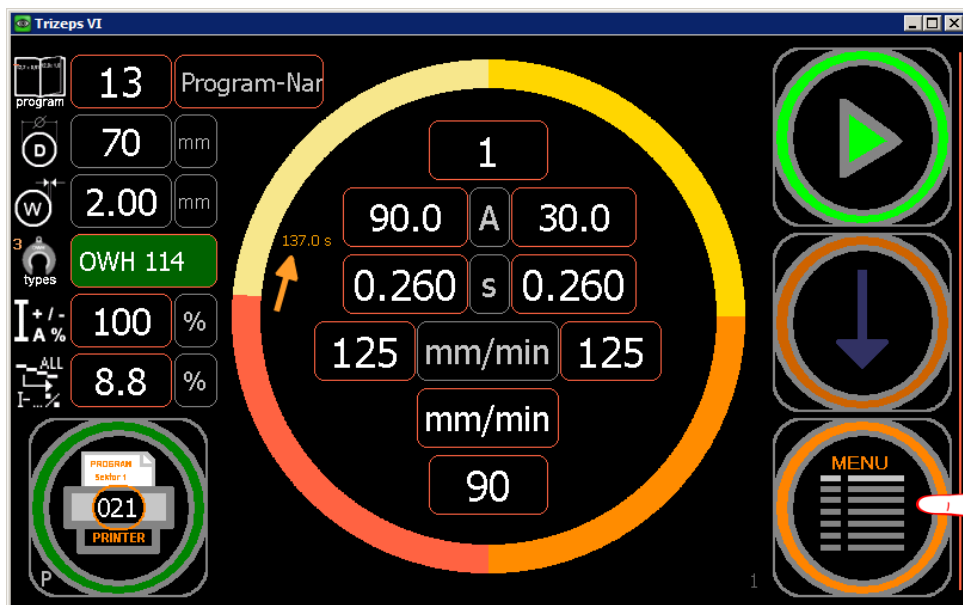 Trizeps VI
program
13
Program-Nar
D
70
mm
W
2.00
mm
3
types
OWH 114
I + / -
A %
100
%
ALL
I-...%
8.8
%
PROGRAM
Sektor 1
021
PRINTER
P
137.0 s
1
90.0 A 30.0
0.260 s 0.260
125 mm/min 125
mm/min
90
MENU
1